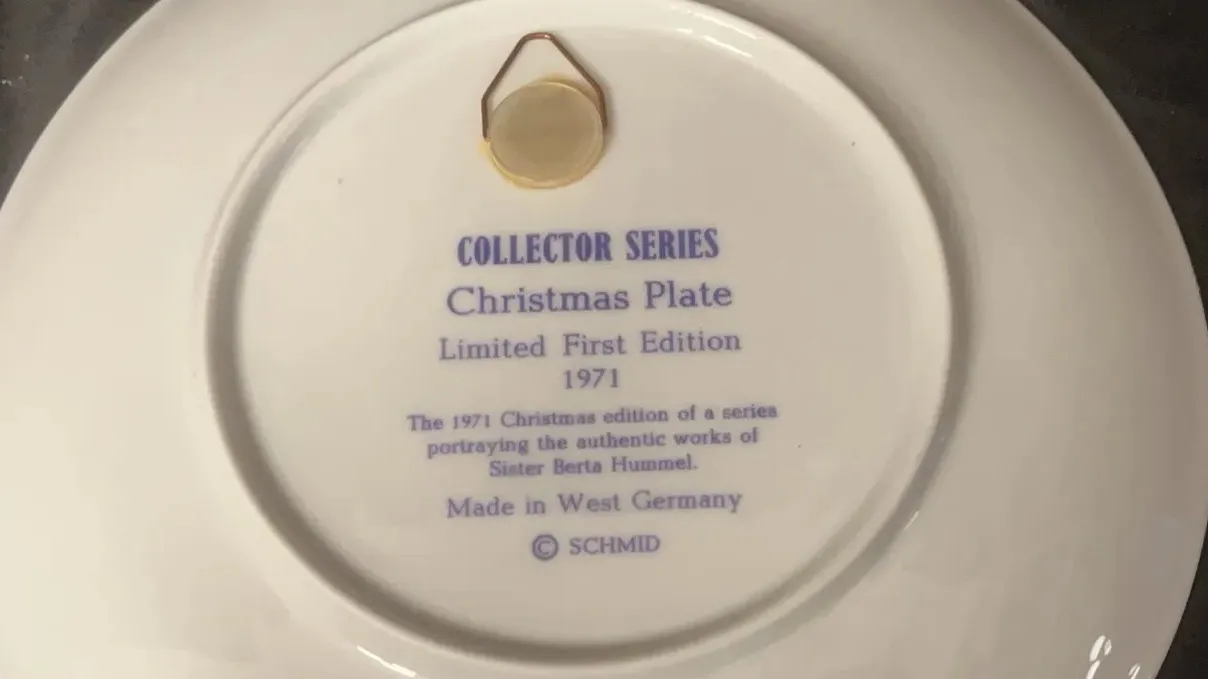 COLLECTOR SERIES
Christmas Plate
Limited First Edition
1971
The 1971 Christmas edition of a series
portraying the authentic works of
Sister Berta Hummel.
Made in West Germany
© SCHMID